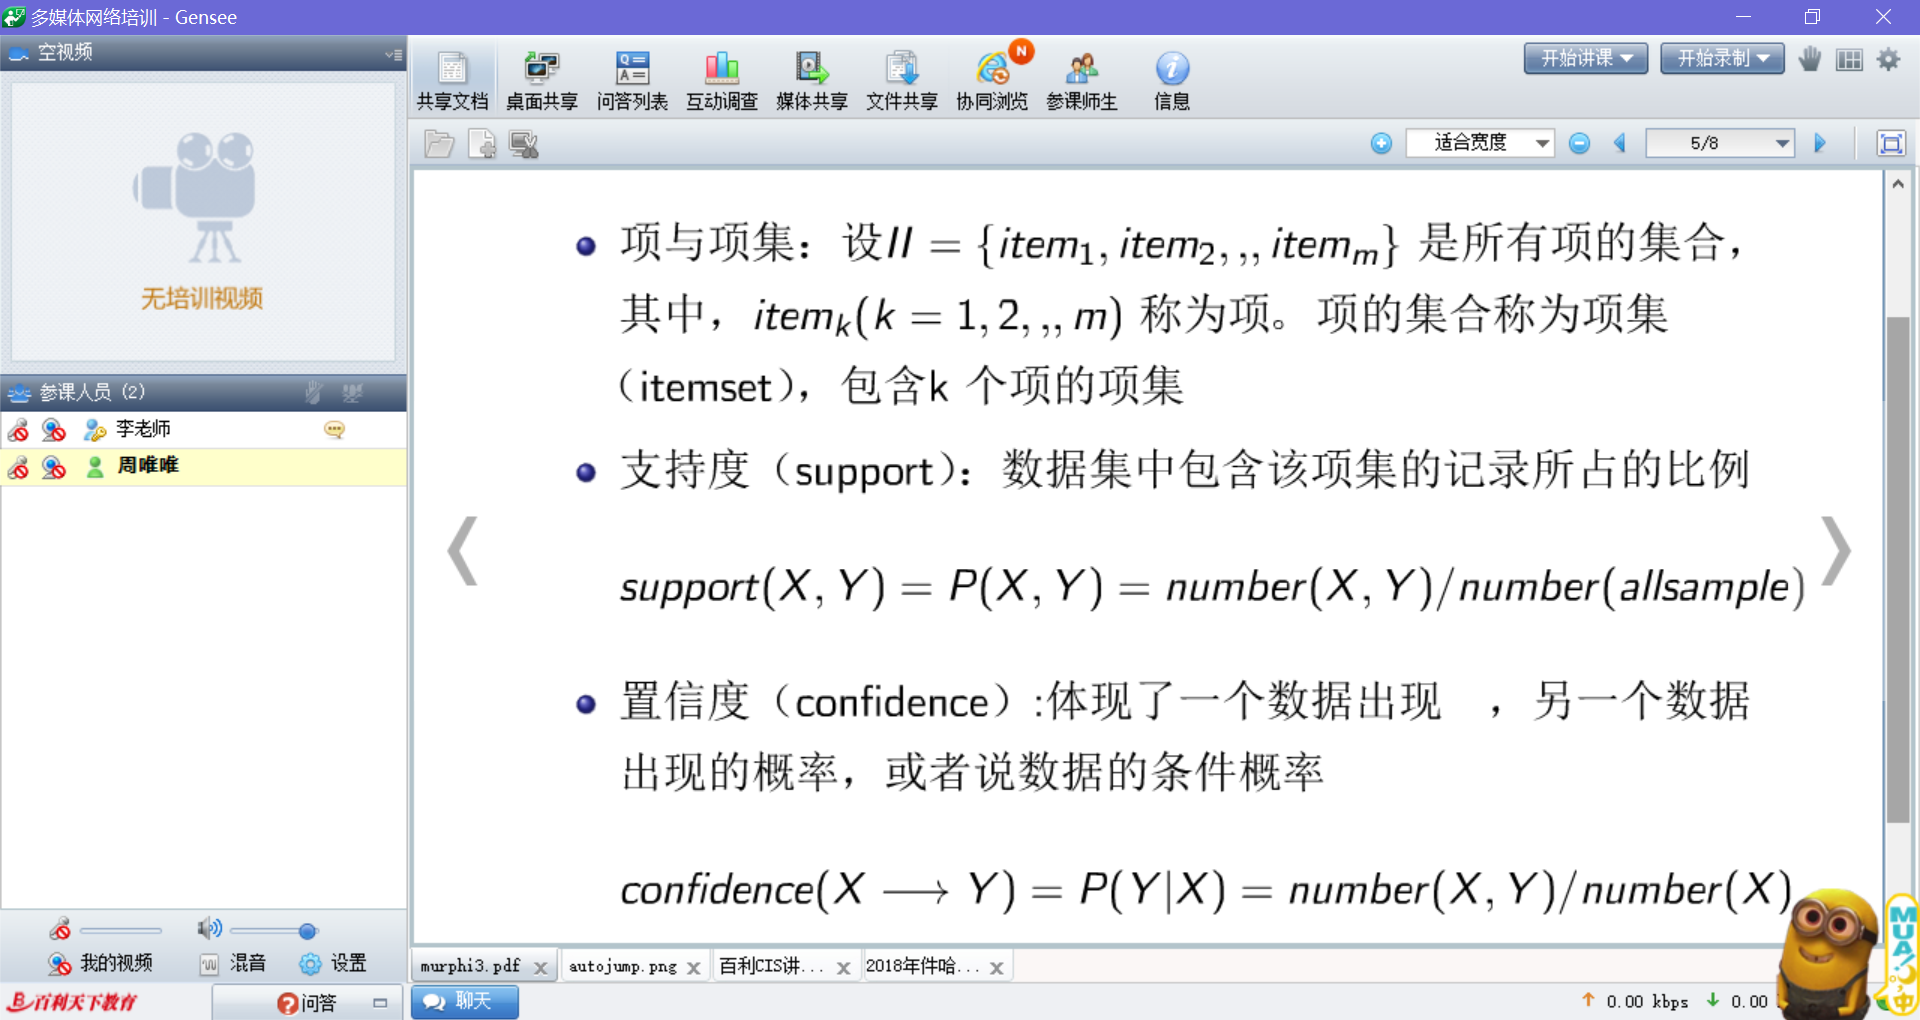 多媒体网络培训 - Gensee
空视频
无培训视频
参课人员 (2)
李老师
周唯唯
我的视频
混音
设置
百利天下教育
问答
共享文档
桌面共享
问答列表
互动调查
媒体共享
文件共享
协同浏览
N
参课师生
信息
开始讲课
开始录制
适合宽度
5/8
项与项集：设II = {item₁, item₂, ,, itemₘ} 是所有项的集合，
其中，itemₖ(k = 1, 2, ,, m) 称为项。项的集合称为项集
（itemset），包含k 个项的项集
支持度（support）：数据集中包含该项集的记录所占的比例
support(X, Y) = P(X, Y) = number(X, Y)/number(allsample)
置信度（confidence）:体现了一个数据出现 ，另一个数据
出现的概率，或者说数据的条件概率
confidence(X ⟶ Y) = P(Y|X) = number(X, Y)/number(X)
murphi3.pdf
autojump.png
百利CIS讲...
2018年件哈...
聊天
0.00 kbps
0.00
MUA!
中